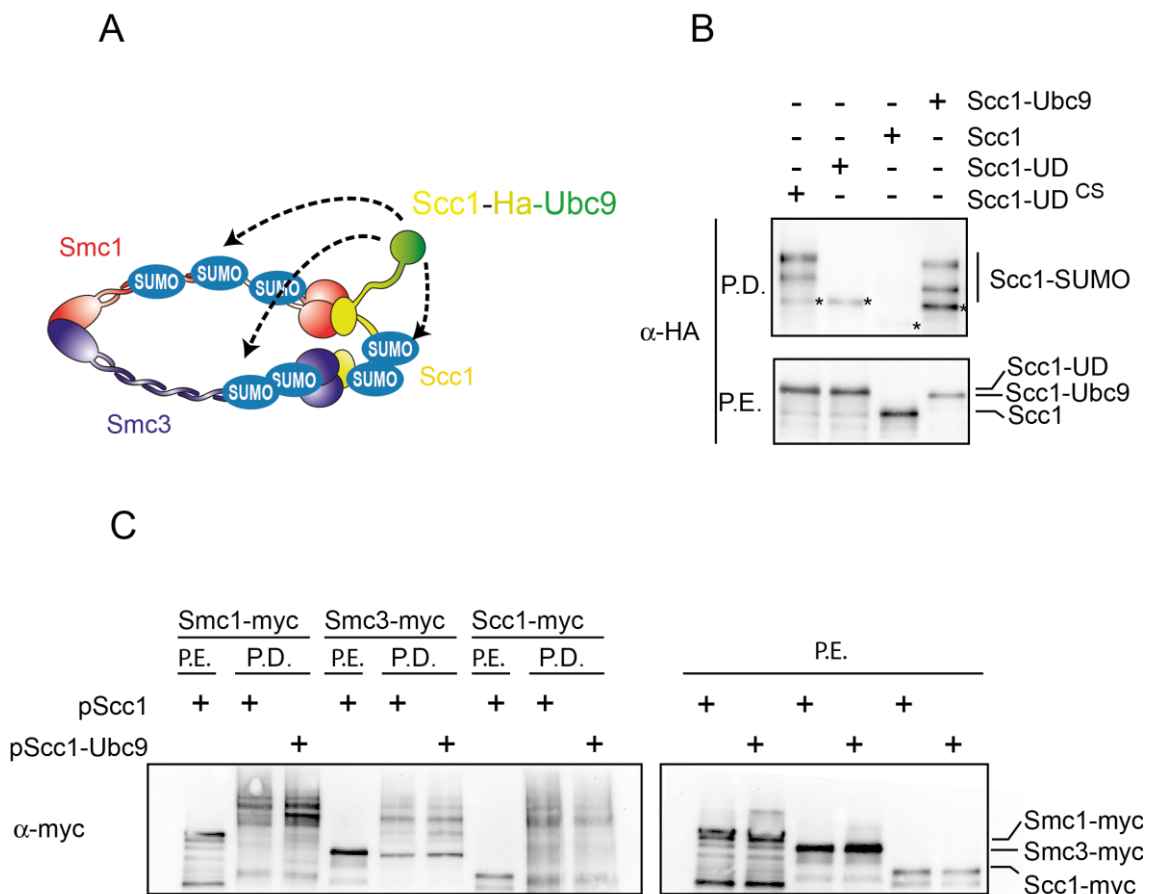 A
Scc1-Ha-Ubc9
Smc1
SUMO
SUMO
SUMO
SUMO
SUMO
SUMO
SUMO
Scc1
Smc3
B
- - - + Scc1-Ubc9
- - + - Scc1
- + - - Scc1-UD
+ - - - Scc1-UD CS
P.D.
* * * *
Scc1-SUMO
α-HA
P.E.
Scc1-UD
Scc1-Ubc9
Scc1
C
Smc1-myc Smc3-myc Scc1-myc
P.E. P.D. P.E. P.D. P.E. P.D. P.E.
pScc1 + + + + + + + + +
pScc1-Ubc9 + + + + + +
α-myc
Smc1-myc
Smc3-myc
Scc1-myc